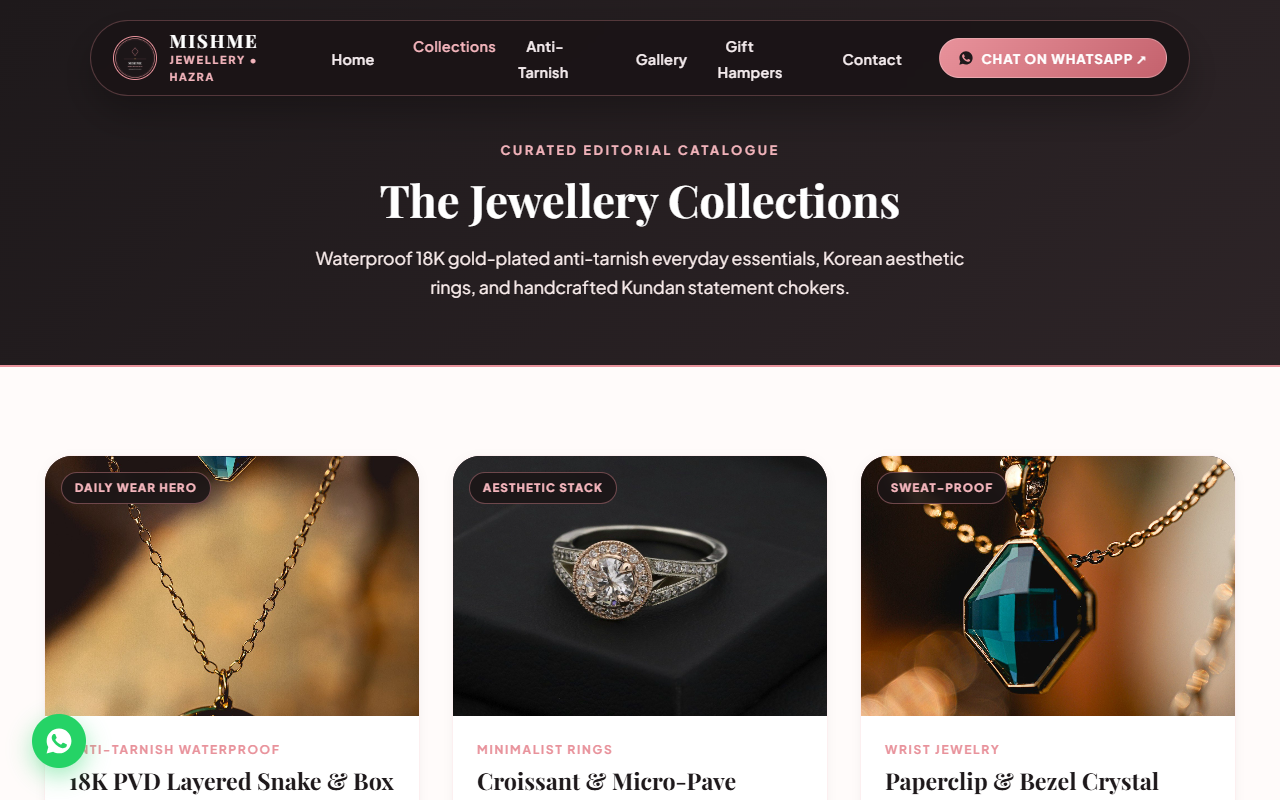 MISHME
JEWELLERY •
HAZRA
Home
Collections
Anti-
Tarnish
Gallery
Gift
Hampers
Contact
CHAT ON WHATSAPP ↗
CURATED EDITORIAL CATALOGUE
The Jewellery Collections
Waterproof 18K gold-plated anti-tarnish everyday essentials, Korean aesthetic
rings, and handcrafted Kundan statement chokers.
DAILY WEAR HERO
AESTHETIC STACK
SWEAT-PROOF
NTI-TARNISH WATERPROOF
18K PVD Layered Snake & Box
MINIMALIST RINGS
Croissant & Micro-Pave
WRIST JEWELRY
Paperclip & Bezel Crystal